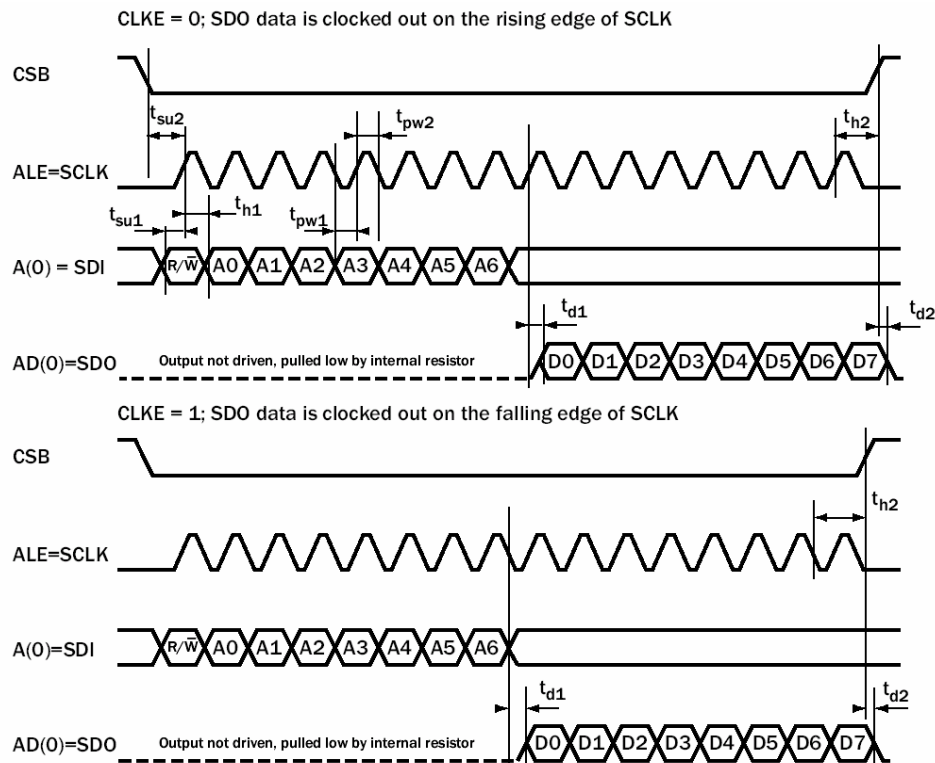 CLKE = 0; SDO data is clocked out on the rising edge of SCLK
CSB
tsu2
tpw2
th2
ALE=SCLK
tsu1
th1
tpw1
A(0) = SDI
R/W̅ A0 A1 A2 A3 A4 A5 A6
td1
td2
AD(0)=SDO
Output not driven, pulled low by internal resistor
D0 D1 D2 D3 D4 D5 D6 D7
CLKE = 1; SDO data is clocked out on the falling edge of SCLK
CSB
th2
ALE=SCLK
A(0)=SDI
R/W̅ A0 A1 A2 A3 A4 A5 A6
td1
td2
AD(0)=SDO
Output not driven, pulled low by internal resistor
D0 D1 D2 D3 D4 D5 D6 D7